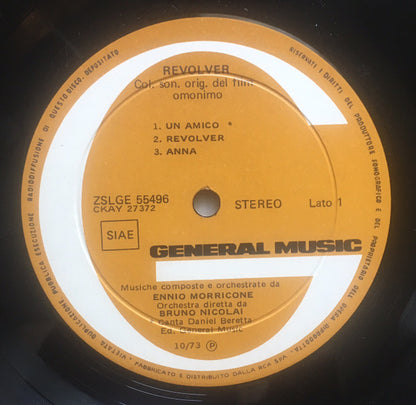 REVOLVER
Col. son. orig. del film
omonimo
1. UN AMICO *
2. REVOLVER
3. ANNA
ZSLGE 55496
CKAY 27372
STEREO
Lato 1
SIAE
GENERAL MUSIC
Musiche composte e orchestrate da
ENNIO MORRICONE
Orchestra diretta da
BRUNO NICOLAI
Canta Daniel Beretta
Ed. General Music
10/73 Ⓟ
FABBRICATO E DISTRIBUITO DALLA RCA SPA
VIETATA DUPLICAZIONE PUBBLICA ESECUZIONE RADIODIFFUSIONE DI QUESTO DISCO. DEPOSITATO
RISERVATI I DIRITTI DEL PRODUTTORE FONOGRAFICO E DEL PROPRIETARIO DELL'OPERA RIPRODOTTA